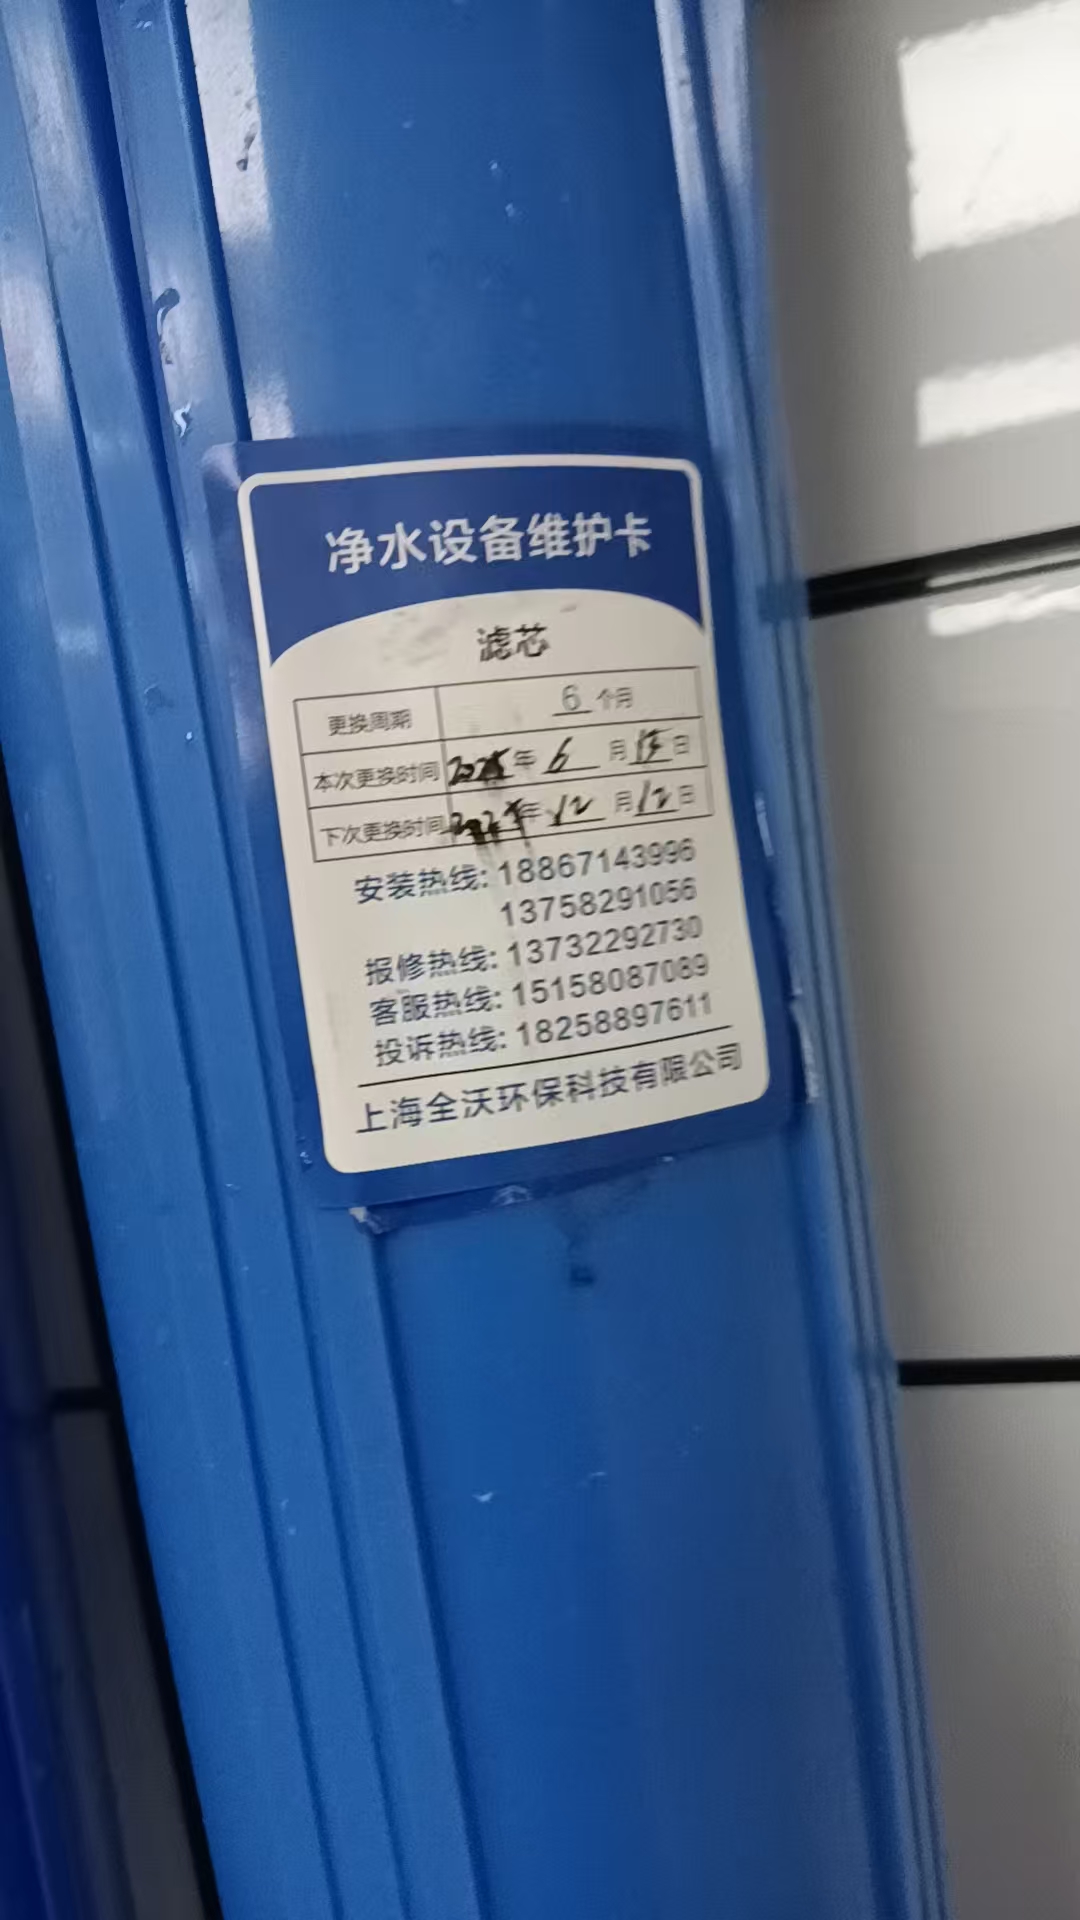 净水设备维护卡
滤芯
更换周期 6 个月
本次更换时间 年 6 月 日
下次更换时间 年 12 月 12 日
安装热线: 18867143996
13758291056
报修热线: 13732292730
客服热线: 15158087089
投诉热线: 18258897611
上海全沃环保科技有限公司